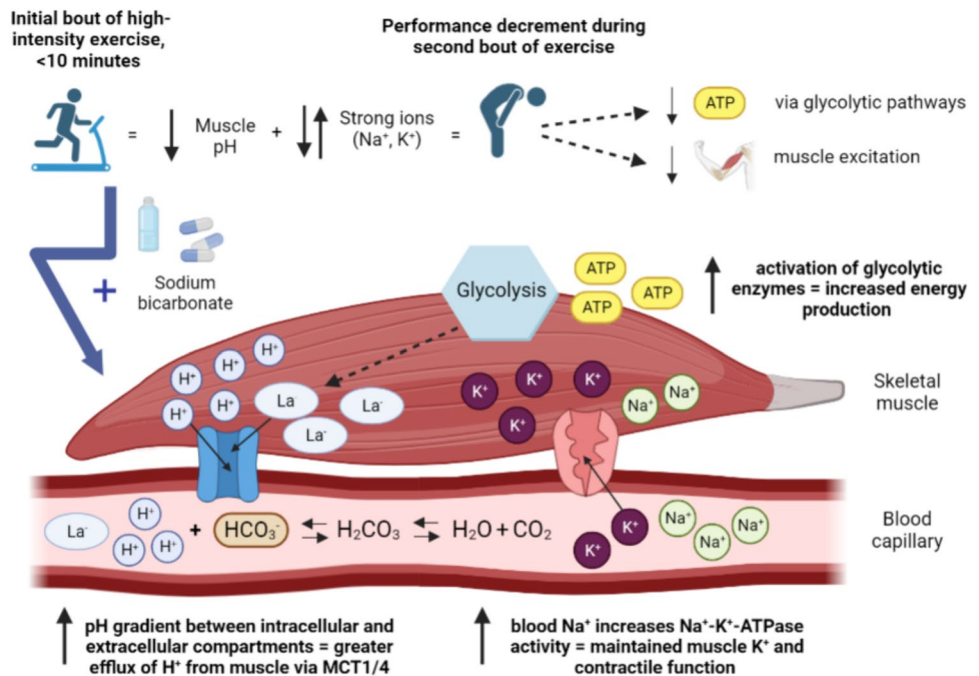 Initial bout of high-
intensity exercise,
<10 minutes
Performance decrement during
second bout of exercise
= Muscle
pH
+ Strong ions
(Na⁺, K⁺)
=
ATP via glycolytic pathways
muscle excitation
+ Sodium
bicarbonate
Glycolysis
ATP
ATP
ATP
activation of glycolytic
enzymes = increased energy
production
H⁺
H⁺
H⁺
H⁺
H⁺
La⁻
La⁻
La⁻
K⁺
K⁺
K⁺
K⁺
Na⁺
Na⁺
Skeletal
muscle
La⁻
H⁺
H⁺
H⁺
+ HCO₃⁻ ⇌ H₂CO₃ ⇌ H₂O + CO₂
K⁺
K⁺
Na⁺
Na⁺
Na⁺
Blood
capillary
pH gradient between intracellular and
extracellular compartments = greater
efflux of H⁺ from muscle via MCT1/4
blood Na⁺ increases Na⁺-K⁺-ATPase
activity = maintained muscle K⁺ and
contractile function